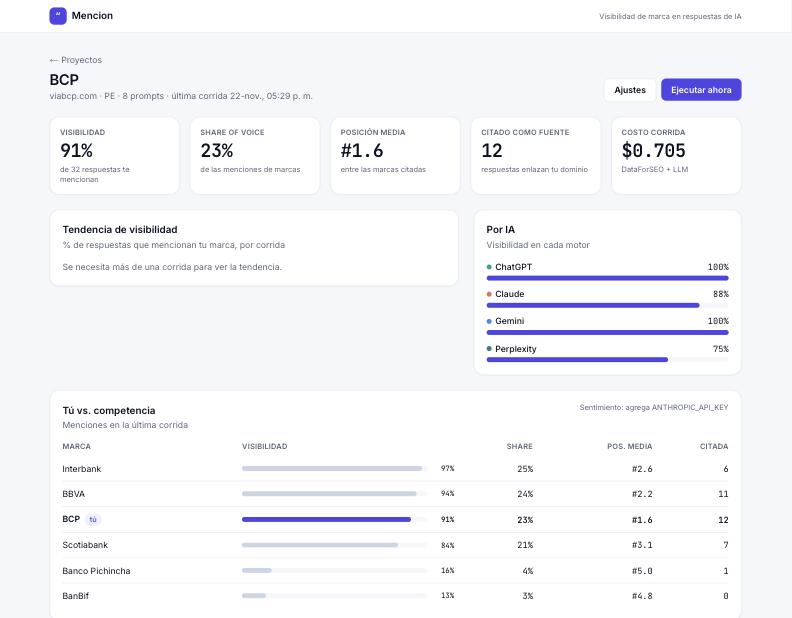 “ Mencion
Visibilidad de marca en respuestas de IA
← Proyectos
BCP
viabcp.com · PE · 8 prompts · última corrida 22-nov., 05:29 p. m.
Ajustes
Ejecutar ahora
VISIBILIDAD
91%
de 32 respuestas te
mencionan
SHARE OF VOICE
23%
de las menciones de marcas
POSICIÓN MEDIA
#1.6
entre las marcas citadas
CITADO COMO FUENTE
12
respuestas enlazan tu dominio
COSTO CORRIDA
$0.705
DataForSEO + LLM
Tendencia de visibilidad
% de respuestas que mencionan tu marca, por corrida
Se necesita más de una corrida para ver la tendencia.
Por IA
Visibilidad en cada motor
ChatGPT 100%
Claude 88%
Gemini 100%
Perplexity 75%
Tú vs. competencia
Menciones en la última corrida
Sentimiento: agrega ANTHROPIC_API_KEY
MARCA VISIBILIDAD SHARE POS. MEDIA CITADA
Interbank 97% 25% #2.6 6
BBVA 94% 24% #2.2 11
BCP tú 91% 23% #1.6 12
Scotiabank 84% 21% #3.1 7
Banco Pichincha 16% 4% #5.0 1
BanBif 13% 3% #4.8 0